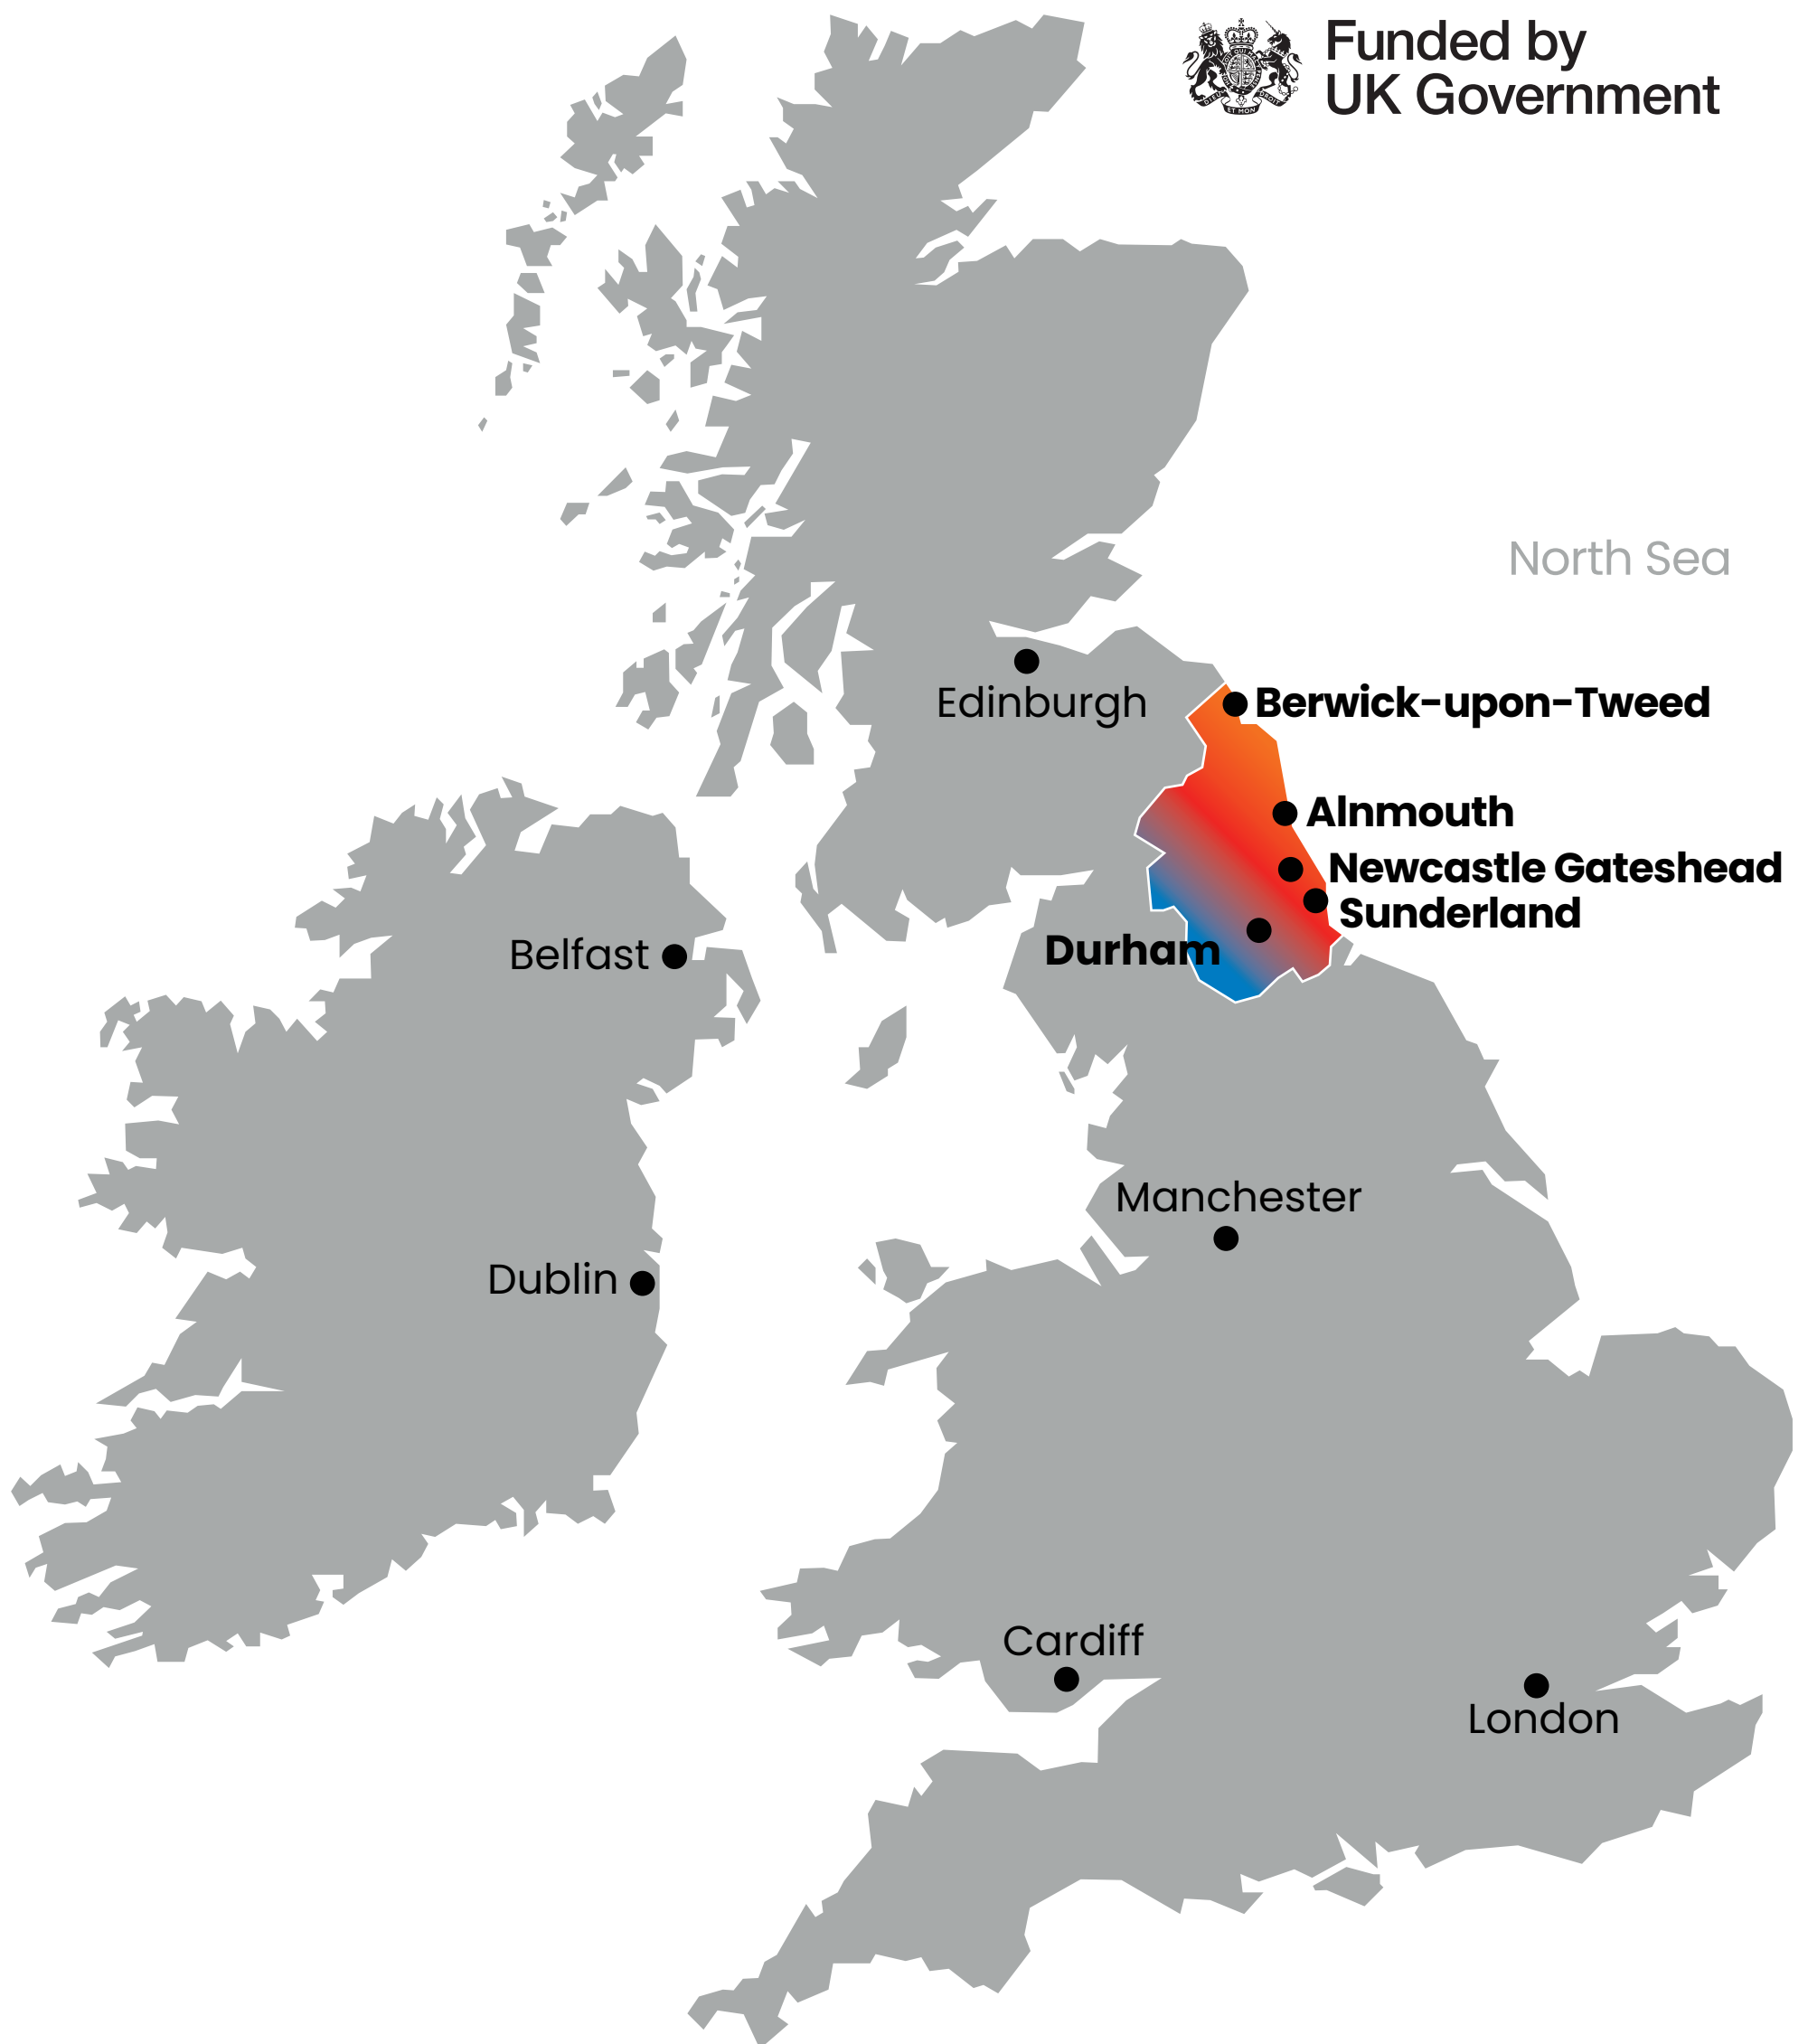 Funded by
UK Government
North Sea
Edinburgh
Berwick-upon-Tweed
Alnmouth
Newcastle Gateshead
Sunderland
Durham
Belfast
Manchester
Dublin
Cardiff
London